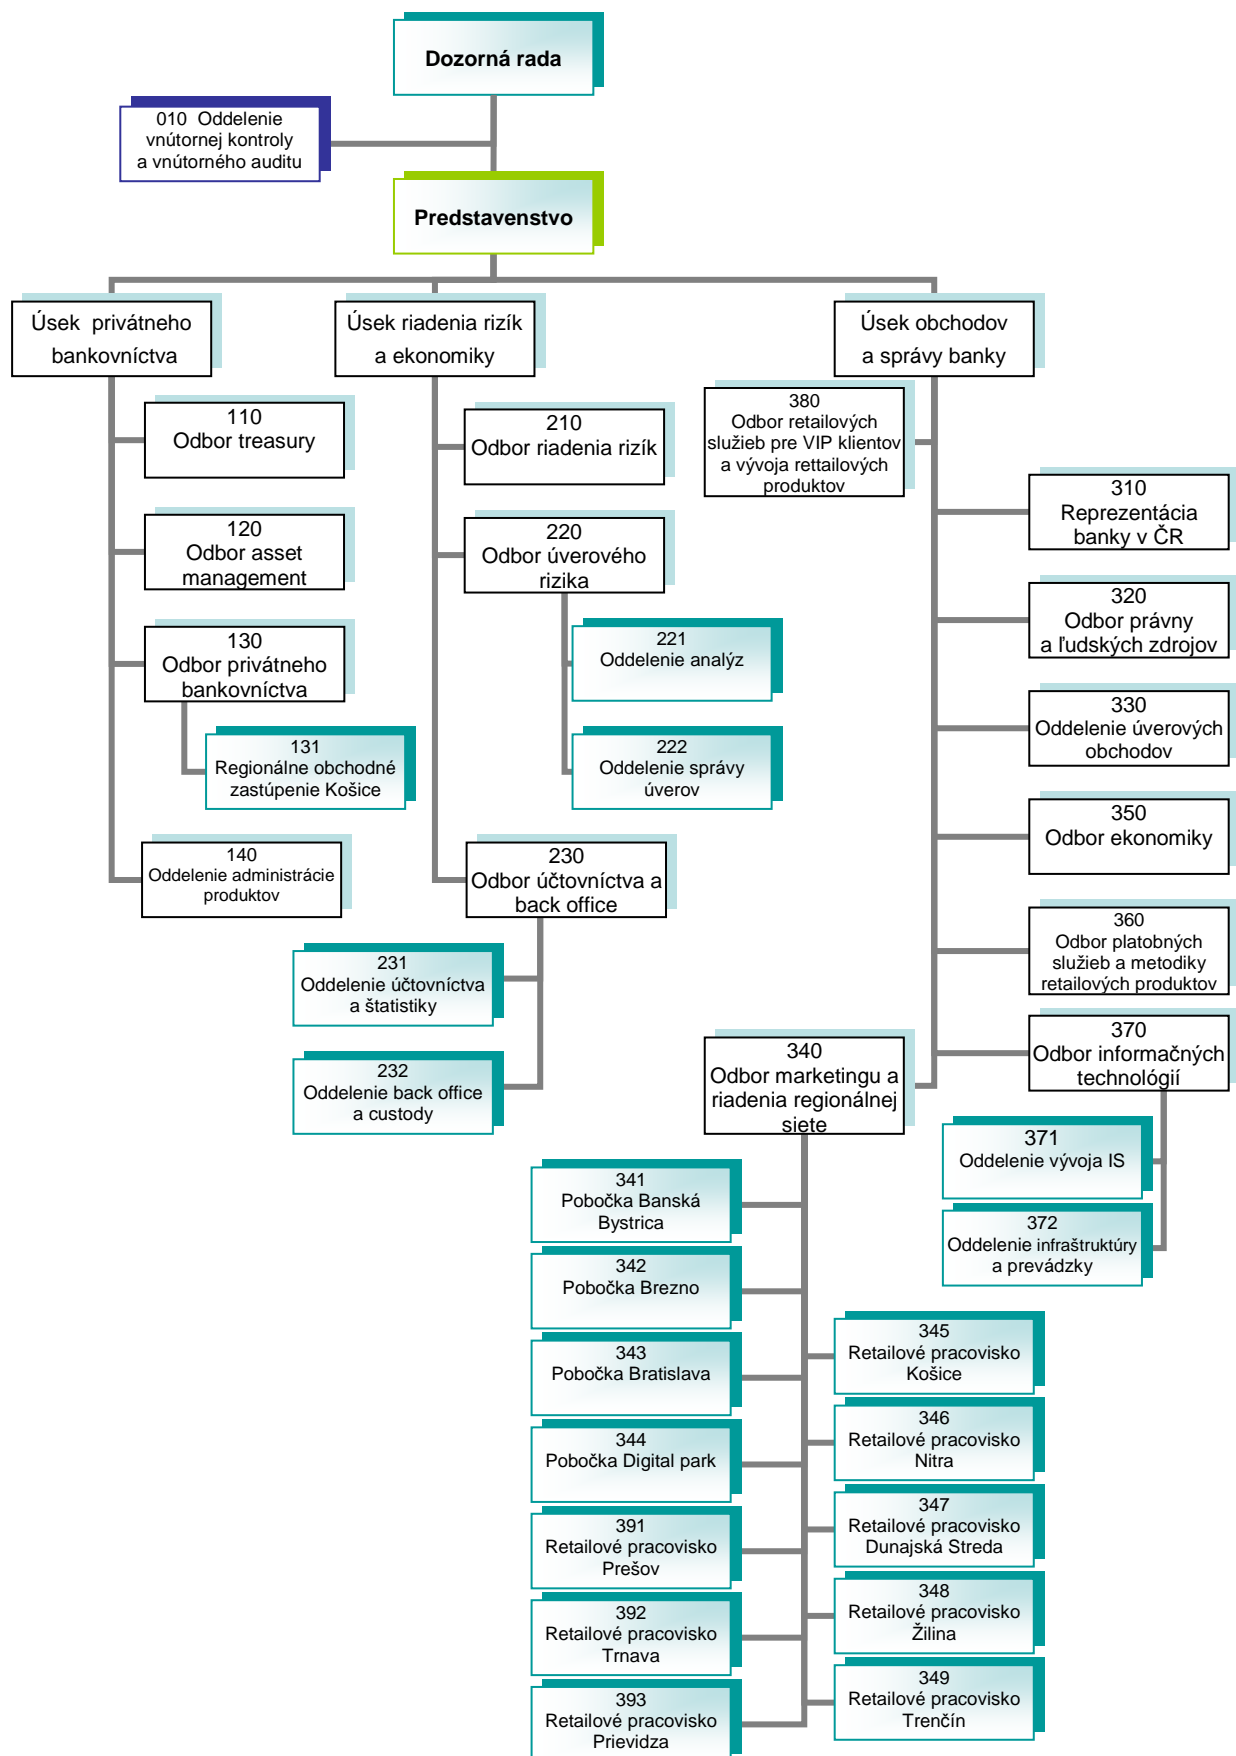 Dozorná rada
010 Oddelenie
vnútornej kontroly
a vnútorného auditu
Predstavenstvo
Úsek privátneho
bankovníctva
Úsek riadenia rizík
a ekonomiky
Úsek obchodov
a správy banky
110
Odbor treasury
120
Odbor asset
management
130
Odbor privátneho
bankovníctva
131
Regionálne obchodné
zastúpenie Košice
140
Oddelenie administrácie
produktov
210
Odbor riadenia rizík
220
Odbor úverového
rizika
221
Oddelenie analýz
222
Oddelenie správy
úverov
230
Odbor účtovníctva a
back office
231
Oddelenie účtovníctva
a štatistiky
232
Oddelenie back office
a custody
380
Odbor retailových
služieb pre VIP klientov
a vývoja rettailových
produktov
310
Reprezentácia
banky v ČR
320
Odbor právny
a ľudských zdrojov
330
Oddelenie úverových
obchodov
350
Odbor ekonomiky
360
Odbor platobných
služieb a metodiky
retailových produktov
370
Odbor informačných
technológií
371
Oddelenie vývoja IS
372
Oddelenie infraštruktúry
a prevádzky
340
Odbor marketingu a
riadenia regionálnej
siete
341
Pobočka Banská
Bystrica
342
Pobočka Brezno
343
Pobočka Bratislava
344
Pobočka Digital park
391
Retailové pracovisko
Prešov
392
Retailové pracovisko
Trnava
393
Retailové pracovisko
Prievidza
345
Retailové pracovisko
Košice
346
Retailové pracovisko
Nitra
347
Retailové pracovisko
Dunajská Streda
348
Retailové pracovisko
Žilina
349
Retailové pracovisko
Trenčín